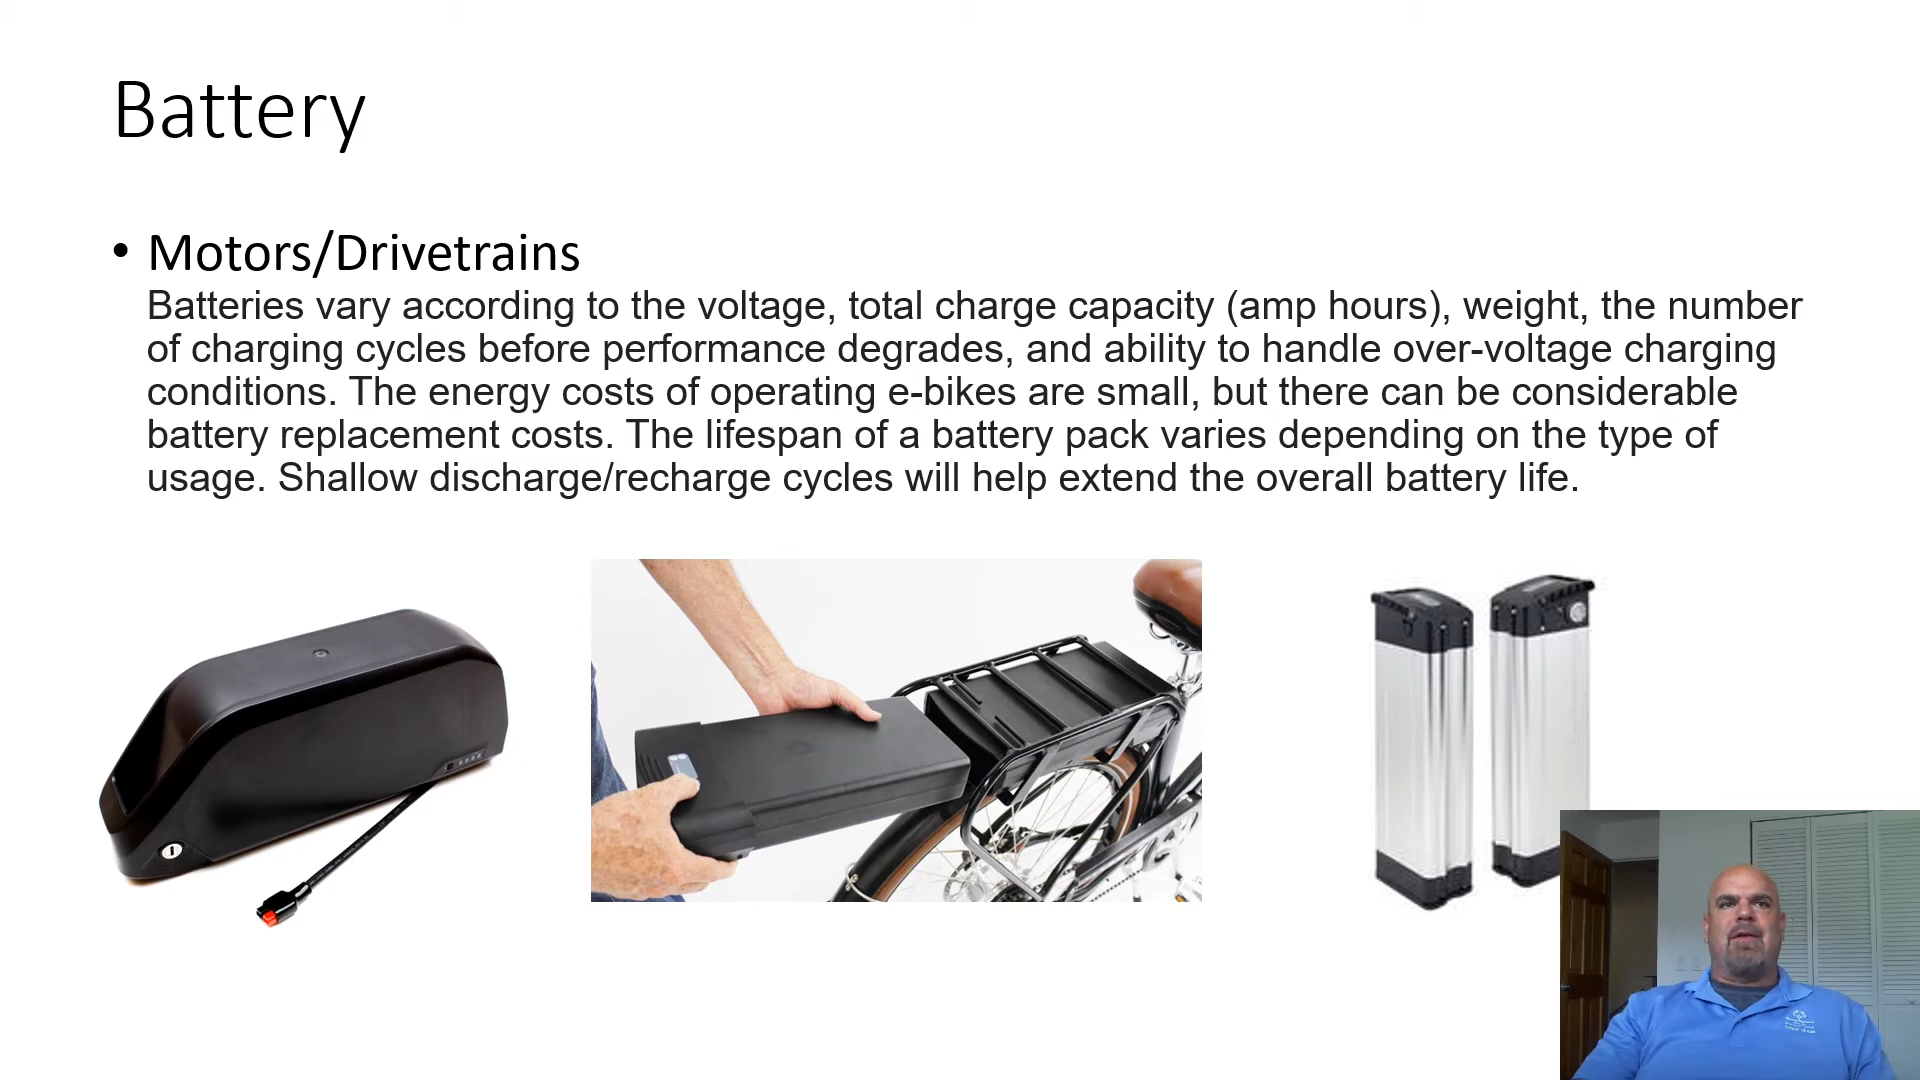 Battery
• Motors/Drivetrains
Batteries vary according to the voltage, total charge capacity (amp hours), weight, the number
of charging cycles before performance degrades, and ability to handle over-voltage charging
conditions. The energy costs of operating e-bikes are small, but there can be considerable
battery replacement costs. The lifespan of a battery pack varies depending on the type of
usage. Shallow discharge/recharge cycles will help extend the overall battery life.